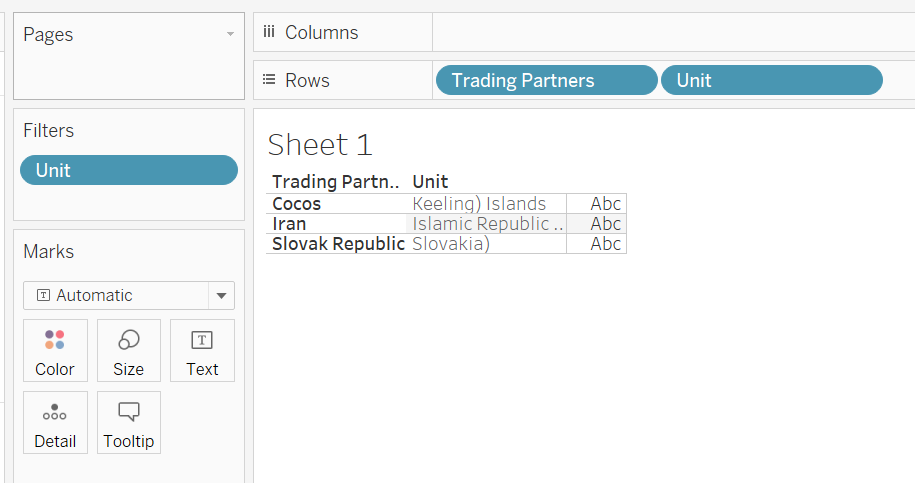 Pages
Columns
Rows
Trading Partners
Unit
Filters
Unit
Sheet 1
Trading Partn.. Unit
Cocos Keeling) Islands Abc
Iran Islamic Republic .. Abc
Slovak Republic Slovakia) Abc
Marks
Automatic
Color Size Text
Detail Tooltip